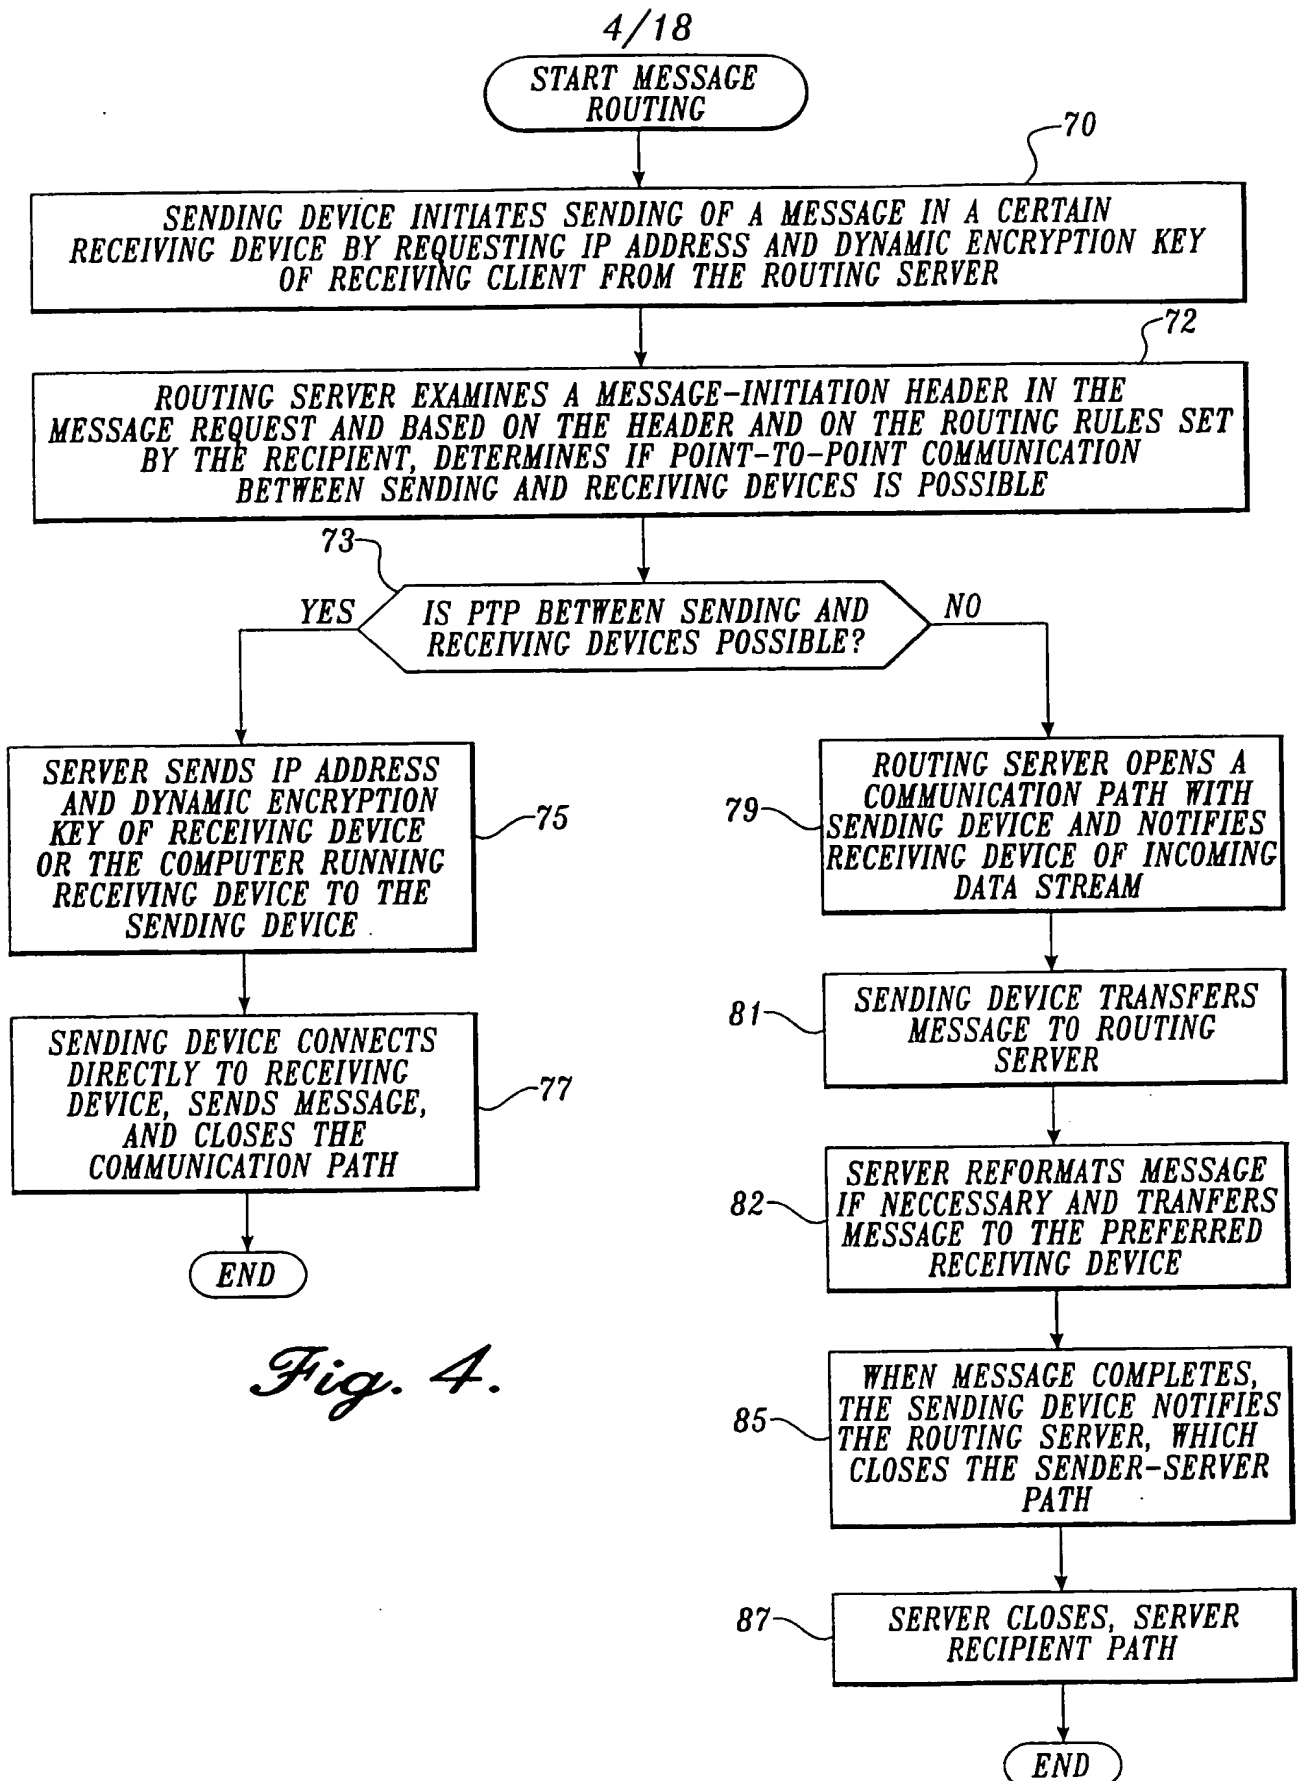 4/18
START MESSAGE
ROUTING
70
SENDING DEVICE INITIATES SENDING OF A MESSAGE IN A CERTAIN
RECEIVING DEVICE BY REQUESTING IP ADDRESS AND DYNAMIC ENCRYPTION KEY
OF RECEIVING CLIENT FROM THE ROUTING SERVER
72
ROUTING SERVER EXAMINES A MESSAGE-INITIATION HEADER IN THE
MESSAGE REQUEST AND BASED ON THE HEADER AND ON THE ROUTING RULES SET
BY THE RECIPIENT, DETERMINES IF POINT-TO-POINT COMMUNICATION
BETWEEN SENDING AND RECEIVING DEVICES IS POSSIBLE
73
YES
IS PTP BETWEEN SENDING AND
RECEIVING DEVICES POSSIBLE?
NO
SERVER SENDS IP ADDRESS
AND DYNAMIC ENCRYPTION
KEY OF RECEIVING DEVICE
OR THE COMPUTER RUNNING
RECEIVING DEVICE TO THE
SENDING DEVICE
75
SENDING DEVICE CONNECTS
DIRECTLY TO RECEIVING
DEVICE, SENDS MESSAGE,
AND CLOSES THE
COMMUNICATION PATH
77
END
79
ROUTING SERVER OPENS A
COMMUNICATION PATH WITH
SENDING DEVICE AND NOTIFIES
RECEIVING DEVICE OF INCOMING
DATA STREAM
81
SENDING DEVICE TRANSFERS
MESSAGE TO ROUTING
SERVER
82
SERVER REFORMATS MESSAGE
IF NECCESSARY AND TRANFERS
MESSAGE TO THE PREFERRED
RECEIVING DEVICE
85
WHEN MESSAGE COMPLETES,
THE SENDING DEVICE NOTIFIES
THE ROUTING SERVER, WHICH
CLOSES THE SENDER-SERVER
PATH
87
SERVER CLOSES, SERVER
RECIPIENT PATH
END
Fig. 4.